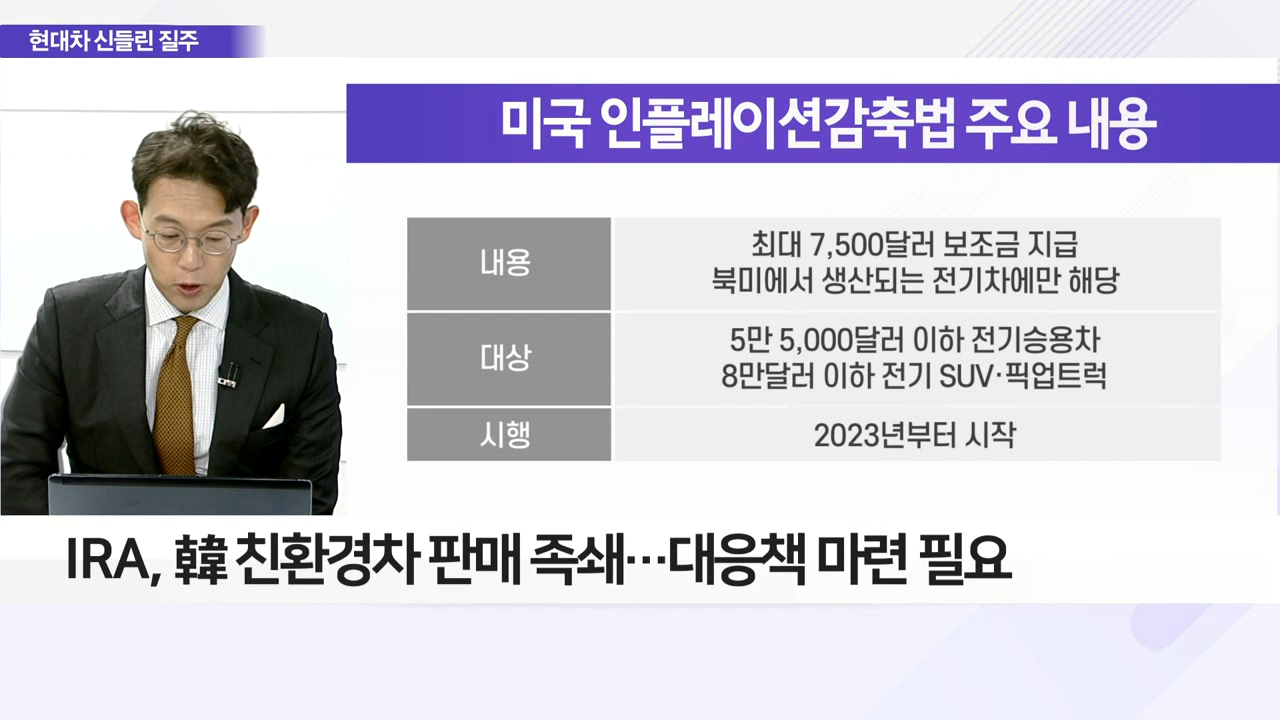 현대차 신들린 질주
미국 인플레이션감축법 주요 내용
내용
최대 7,500달러 보조금 지급
북미에서 생산되는 전기차에만 해당
대상
5만 5,000달러 이하 전기승용차
8만달러 이하 전기 SUV·픽업트럭
시행
2023년부터 시작
IRA, 韓 친환경차 판매 족쇄…대응책 마련 필요